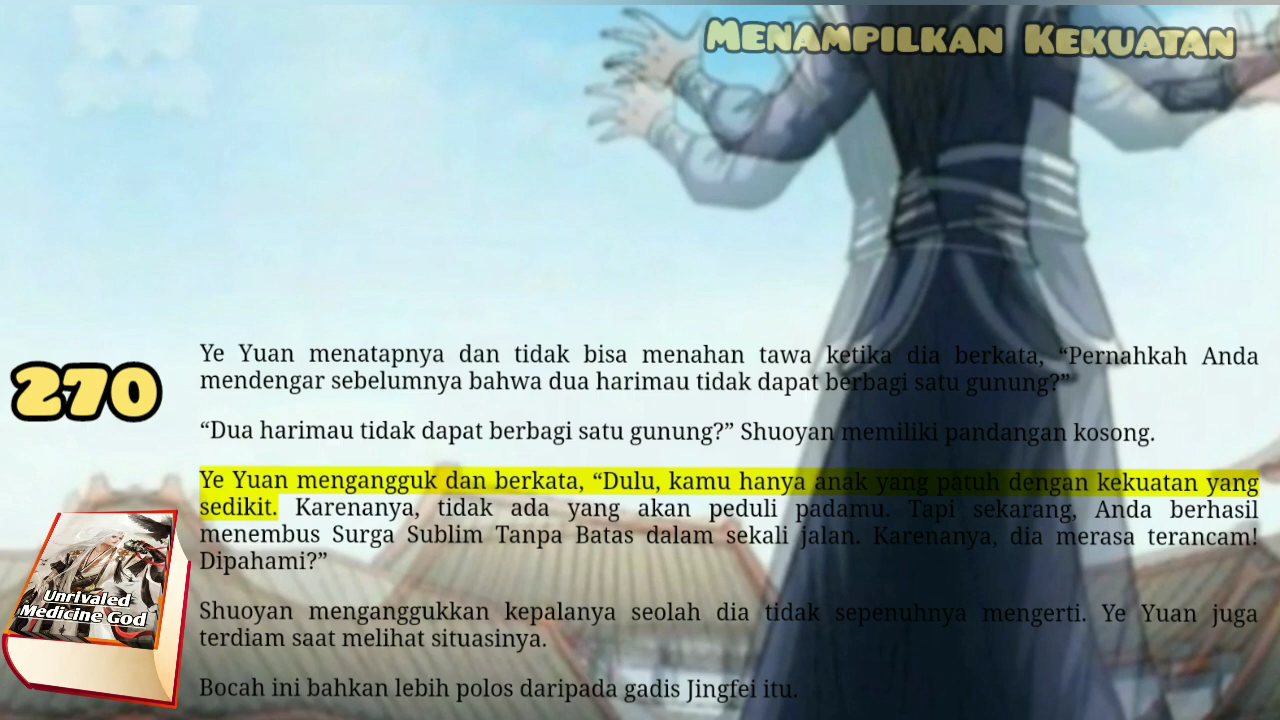 Menampilkan Kekuatan
Ye Yuan menatapnya dan tidak bisa menahan tawa ketika dia berkata, “Pernahkah Anda
mendengar sebelumnya bahwa dua harimau tidak dapat berbagi satu gunung?”
270
“Dua harimau tidak dapat berbagi satu gunung?” Shuoyan memiliki pandangan kosong.
Ye Yuan mengangguk dan berkata, “Dulu, kamu hanya anak yang patuh dengan kekuatan yang
sedikit. Karenanya, tidak ada yang akan peduli padamu. Tapi sekarang, Anda berhasil
menembus Surga Sublim Tanpa Batas dalam sekali jalan. Karenanya, dia merasa terancam!
Dipahami?”
Shuoyan menganggukkan kepalanya seolah dia tidak sepenuhnya mengerti. Ye Yuan juga
terdiam saat melihat situasinya.
Bocah ini bahkan lebih polos daripada gadis Jingfei itu.
Unrivaled
Medicine God